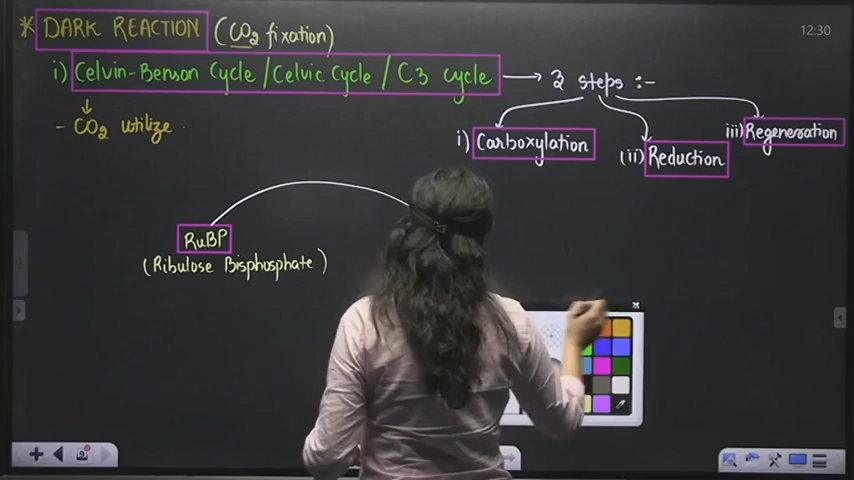 * DARK REACTION (CO₂ fixation)
12:30
i) Celvin-Benson Cycle / Celvic Cycle / C3 cycle → 3 steps :-
- CO₂ utilize
i) Carboxylation
(ii) Reduction
iii) Regeneration
RuBP
(Ribulose Bisphosphate)
9